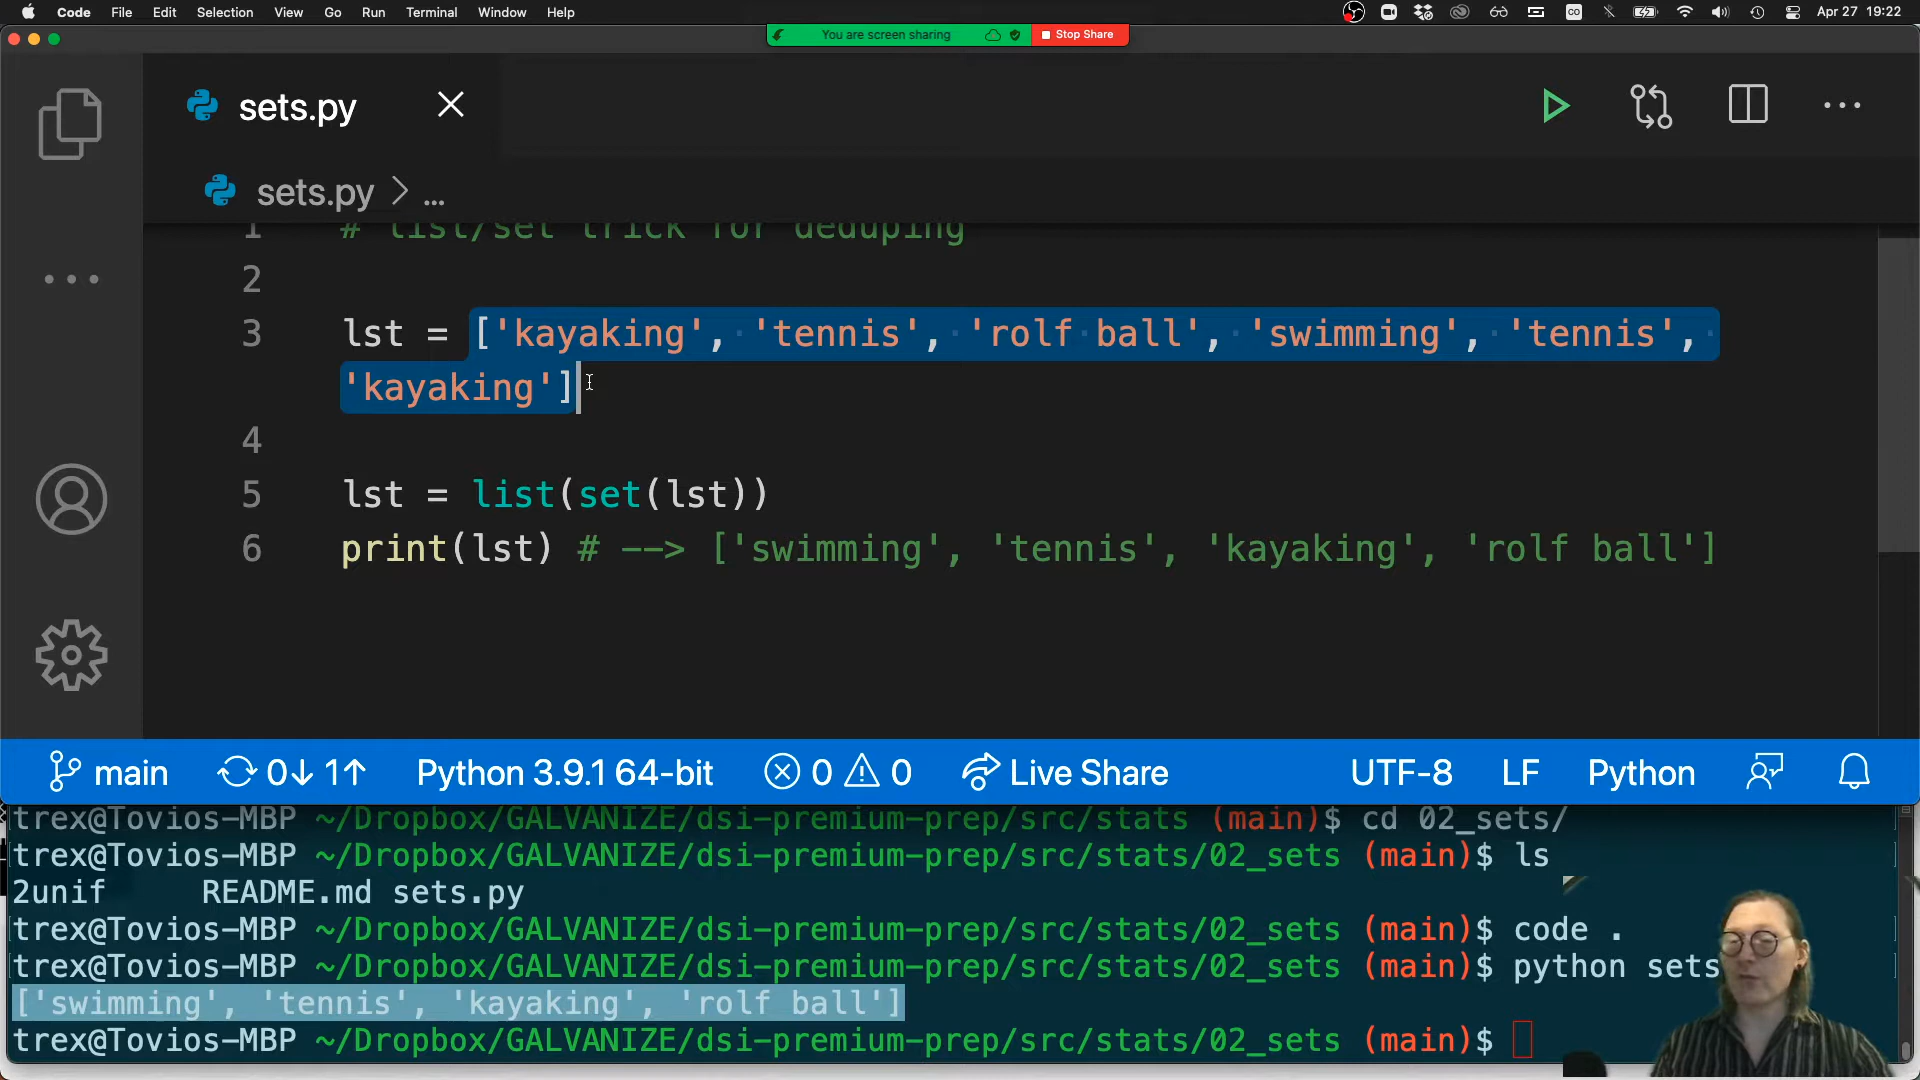 Code File Edit Selection View Go Run Terminal Window Help Apr 27 19:22
You are screen sharing Stop Share
sets.py
sets.py > ...
1 # list/set trick for deduping
2
3 lst = ['kayaking', 'tennis', 'rolf ball', 'swimming', 'tennis',
'kayaking']
4
5 lst = list(set(lst))
6 print(lst) # --> ['swimming', 'tennis', 'kayaking', 'rolf ball']
main 0↓ 1↑ Python 3.9.1 64-bit 0 0 Live Share UTF-8 LF Python
trex@Tovios-MBP ~/Dropbox/GALVANIZE/dsi-premium-prep/src/stats (main)$ cd 02_sets/
trex@Tovios-MBP ~/Dropbox/GALVANIZE/dsi-premium-prep/src/stats/02_sets (main)$ ls
2unif README.md sets.py
trex@Tovios-MBP ~/Dropbox/GALVANIZE/dsi-premium-prep/src/stats/02_sets (main)$ code .
trex@Tovios-MBP ~/Dropbox/GALVANIZE/dsi-premium-prep/src/stats/02_sets (main)$ python sets
['swimming', 'tennis', 'kayaking', 'rolf ball']
trex@Tovios-MBP ~/Dropbox/GALVANIZE/dsi-premium-prep/src/stats/02_sets (main)$